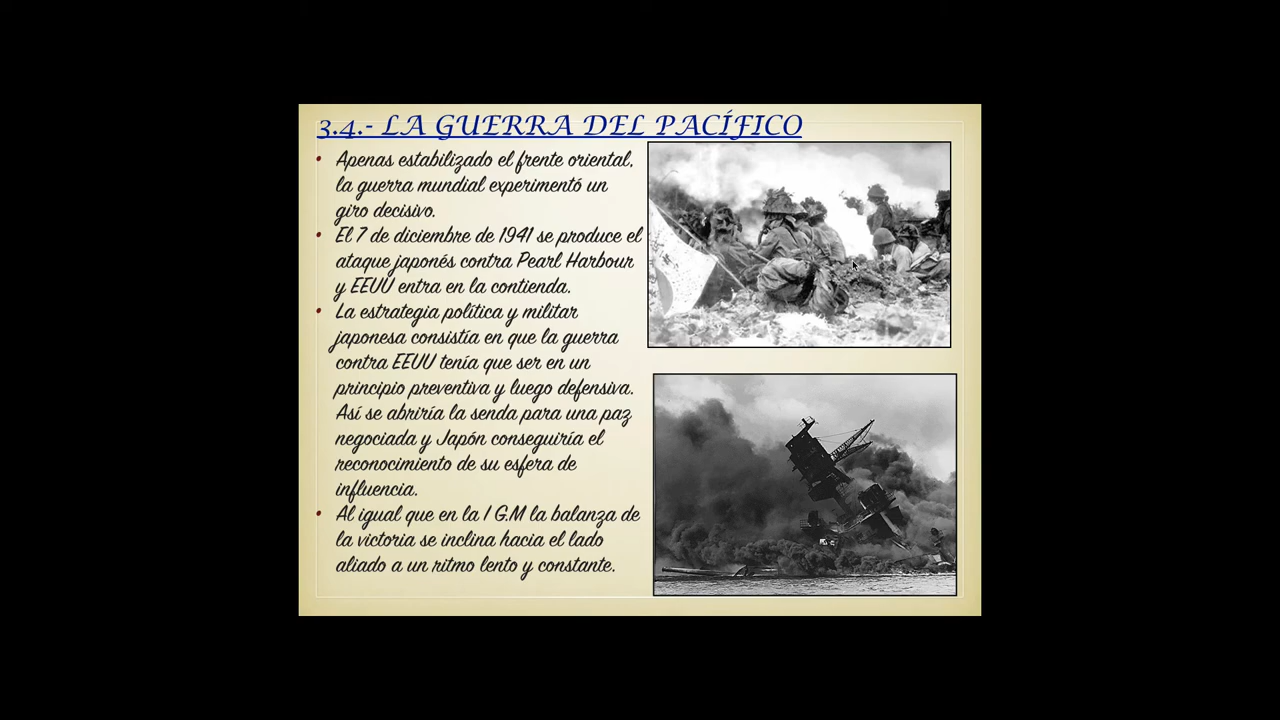 3.4.- LA GUERRA DEL PACÍFICO
• Apenas estabilizado el frente oriental,
la guerra mundial experimentó un
giro decisivo.
• El 7 de diciembre de 1941 se produce el
ataque japonés contra Pearl Harbour
y EEUU entra en la contienda.
• La estrategia política y militar
japonesa consistía en que la guerra
contra EEUU tenía que ser en un
principio preventiva y luego defensiva.
Así se abriría la senda para una paz
negociada y Japón conseguiría el
reconocimiento de su esfera de
influencia.
• Al igual que en la I G.M la balanza de
la victoria se inclina hacia el lado
aliado a un ritmo lento y constante.